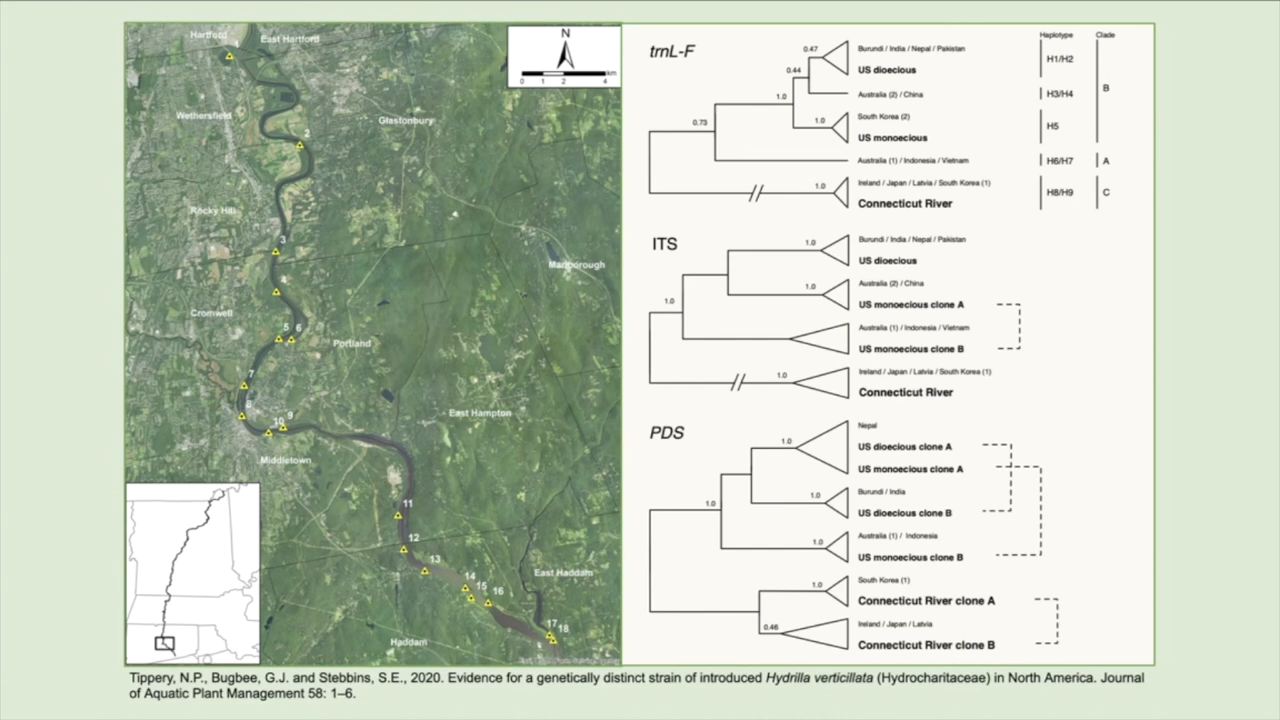 Hartford
East Hartford
1
N
km
0 1 2 4
Wethersfield
Glastonbury
2
Rocky Hill
3
Marlborough
4
Cromwell
5 6
Portland
7
8
9
10
East Hampton
Middletown
11
12
13
14
15
16
East Haddam
17
18
Haddam
trnL-F
Haplotype Clade
0.47
Burundi / India / Nepal / Pakistan
US dioecious
H1/H2
0.44
1.0
Australia (2) / China
H3/H4
B
South Korea (2)
1.0
US monoecious
H5
0.73
Australia (1) / Indonesia / Vietnam
H6/H7
A
Ireland / Japan / Latvia / South Korea (1)
1.0
Connecticut River
H8/H9
C
ITS
Burundi / India / Nepal / Pakistan
1.0
US dioecious
Australia (2) / China
1.0
US monoecious clone A
1.0
Australia (1) / Indonesia / Vietnam
US monoecious clone B
Ireland / Japan / Latvia / South Korea (1)
1.0
Connecticut River
PDS
Nepal
1.0
US dioecious clone A
US monoecious clone A
Burundi / India
1.0
US dioecious clone B
1.0
Australia (1) / Indonesia
1.0
US monoecious clone B
South Korea (1)
1.0
Connecticut River clone A
Ireland / Japan / Latvia
0.46
Connecticut River clone B
Tippery, N.P., Bugbee, G.J. and Stebbins, S.E., 2020. Evidence for a genetically distinct strain of introduced Hydrilla verticillata (Hydrocharitaceae) in North America. Journal
of Aquatic Plant Management 58: 1–6.